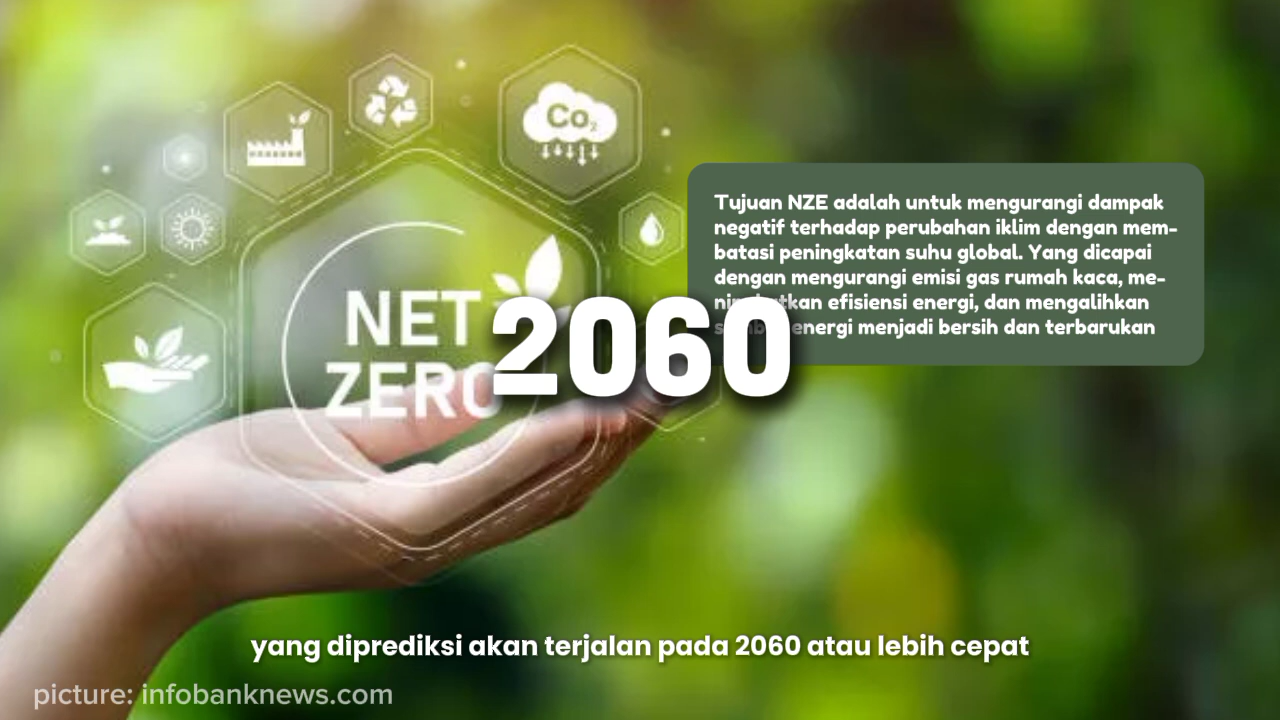 Co₂
NET
ZERO
2060
Tujuan NZE adalah untuk mengurangi dampak
negatif terhadap perubahan iklim dengan mem-
batasi peningkatan suhu global. Yang dicapai
dengan mengurangi emisi gas rumah kaca, me-
efisiensi energi, dan mengalihkan
energi menjadi bersih dan terbarukan
yang diprediksi akan terjalan pada 2060 atau lebih cepat
picture: infobanknews.com